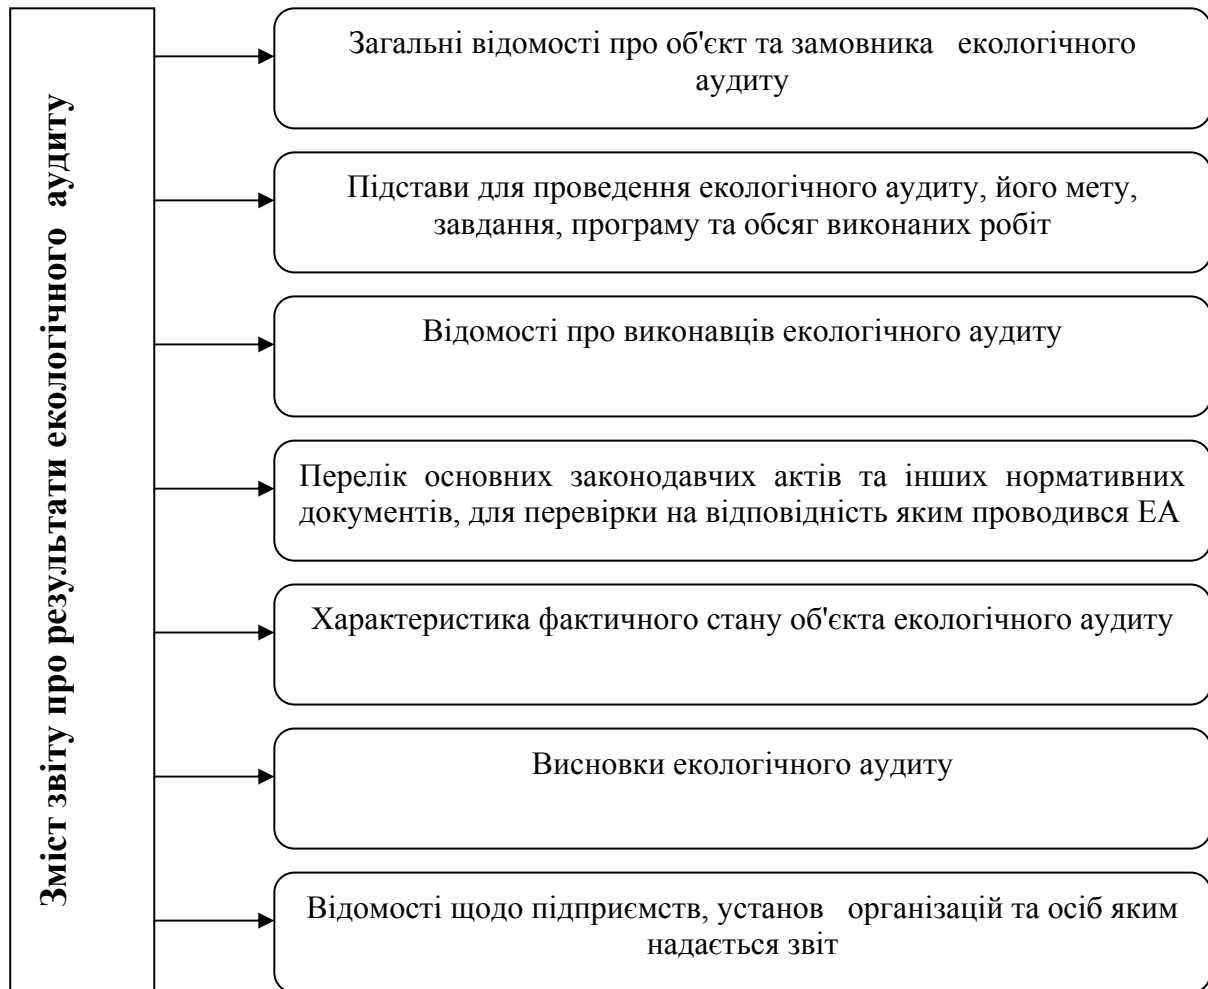 Зміст звіту про результати екологічного аудиту
Загальні відомості про об'єкт та замовника екологічного
аудиту
Підстави для проведення екологічного аудиту, його мету,
завдання, програму та обсяг виконаних робіт
Відомості про виконавців екологічного аудиту
Перелік основних законодавчих актів та інших нормативних
документів, для перевірки на відповідність яким проводився ЕА
Характеристика фактичного стану об'єкта екологічного аудиту
Висновки екологічного аудиту
Відомості щодо підприємств, установ організацій та осіб яким
надається звіт